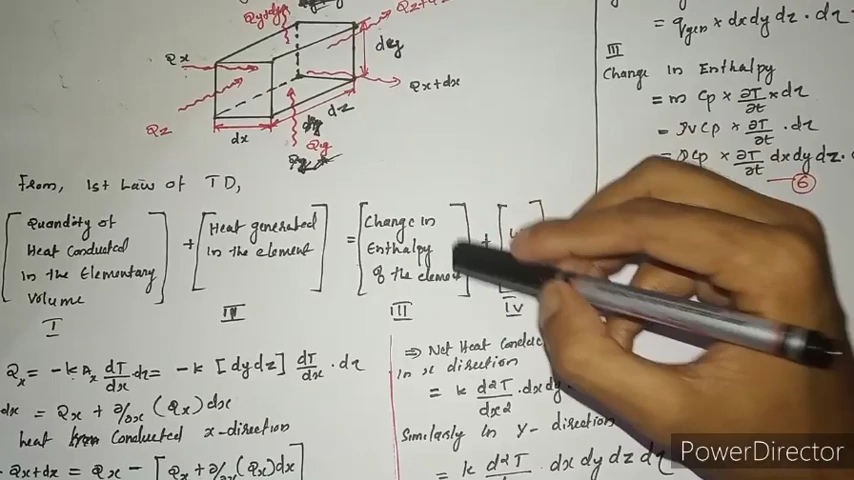 Qy+dy
Qx
dy
Qx+dx
Qz
dx
dz
dy
Qy
From, 1st Law of TD,
Quantity of
Heat Conducted
in the Elementary
Volume
I
+
Heat generated
in the element
II
=
Change in
Enthalpy
of the element
III
+
IV
Qx = -k Ax dT/dx dτ = -k [dydz] dT/dx . dτ
dx = Qx + ∂/∂x (Qx) dx
heat Conducted x-direction
Qx+dx = Qx - [Qx + ∂/∂x (Qx) dx]
⇒ Net Heat
in x direction
= k d²T/dx² . dx dy
Similarly in Y- direction
= k d²T . dx dy dz dτ
= qgen × dx dy dz . dτ
III
Change in Enthalpy
= m Cp × ∂T/∂τ × dτ
= ρv Cp × ∂T/∂τ . dτ
= ρCp × ∂T/∂τ dx dy dz .
6
PowerDirector